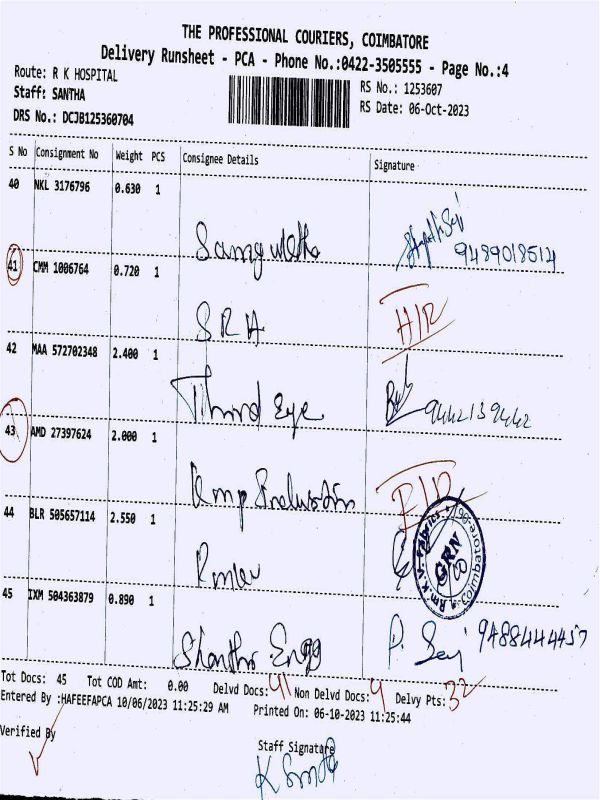 THE PROFESSIONAL COURIERS, COIMBATORE
Delivery Runsheet - PCA - Phone No.:0422-3505555 - Page No.:4
Route: R K HOSPITAL
RS No.: 1253607
Staff: SANTHA
RS Date: 06-Oct-2023
DRS No.: DCJB125360704
S No Consignment No Weight PCS Consignee Details Signature
40 NKL 3176796 0.630 1
9489018514
41 CMM 1006764 0.720 1
S R H
42 MAA 572702348 2.400 1
Third Eye 9442139442
43 AMD 27397624 2.000 1
44 BLR 505657114 2.550 1
GRN
45 IXM 504363879 0.890 1
Shanthi Engg 9488444457
Tot Docs: 45 Tot COD Amt: 0.00 Delvd Docs: 41 Non Delvd Docs: 4 Delvy Pts: 32
Entered By :HAFEEFAPCA 10/06/2023 11:25:29 AM Printed On: 06-10-2023 11:25:44
Verified By
Staff Signature